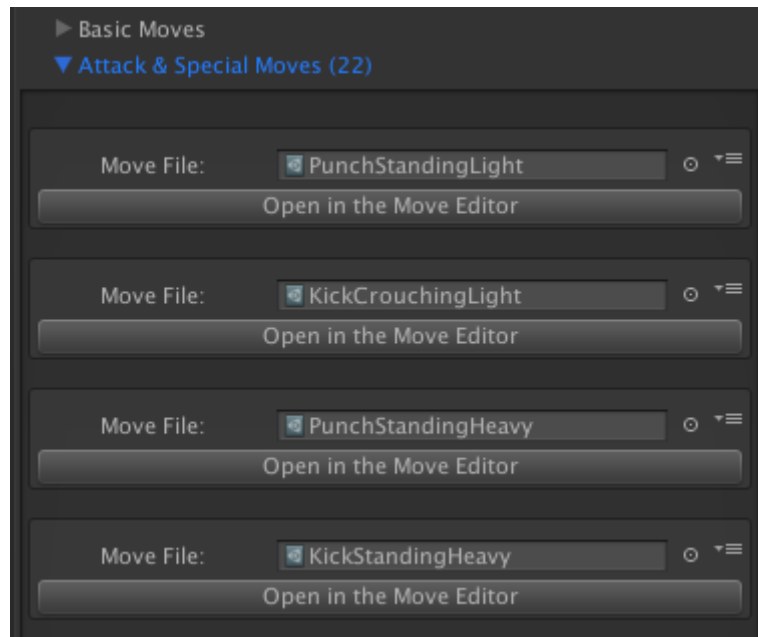 Basic Moves
Attack & Special Moves (22)
Move File: PunchStandingLight
Open in the Move Editor
Move File: KickCrouchingLight
Open in the Move Editor
Move File: PunchStandingHeavy
Open in the Move Editor
Move File: KickStandingHeavy
Open in the Move Editor